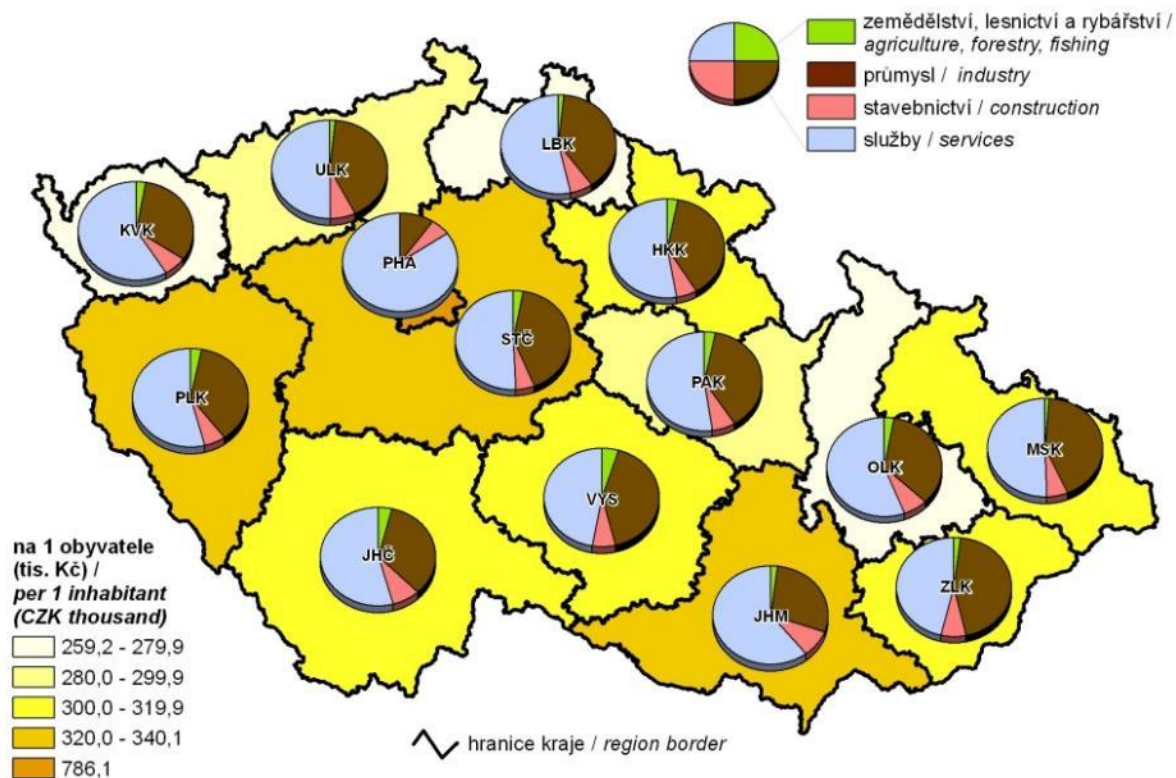 zemědělství, lesnictví a rybářství /
agriculture, forestry, fishing
průmysl / industry
stavebnictví / construction
služby / services
LBK
ULK
KVK
HKK
PHA
STČ
PAK
PLK
MSK
OLK
VYS
JHČ
ZLK
JHM
na 1 obyvatele
(tis. Kč) /
per 1 inhabitant
(CZK thousand)
259,2 - 279,9
280,0 - 299,9
300,0 - 319,9
320,0 - 340,1
786,1
hranice kraje / region border